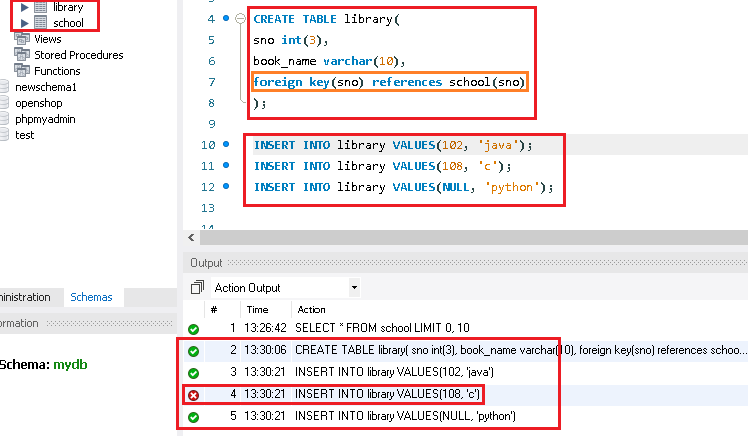 library
school
Views
Stored Procedures
Functions
newschema1
openshop
phpmyadmin
test
ministration Schemas
ormation
Schema: mydb
4 CREATE TABLE library(
5 sno int(3),
6 book_name varchar(10),
7 foreign key(sno) references school(sno)
8 );
10 INSERT INTO library VALUES(102, 'java');
11 INSERT INTO library VALUES(108, 'c');
12 INSERT INTO library VALUES(NULL, 'python');
13
Output
Action Output
# Time Action
1 13:26:42 SELECT * FROM school LIMIT 0, 10
2 13:30:06 CREATE TABLE library( sno int(3), book_name varchar(10), foreign key(sno) references schoo...
3 13:30:21 INSERT INTO library VALUES(102, 'java')
4 13:30:21 INSERT INTO library VALUES(108, 'c')
5 13:30:21 INSERT INTO library VALUES(NULL, 'python')